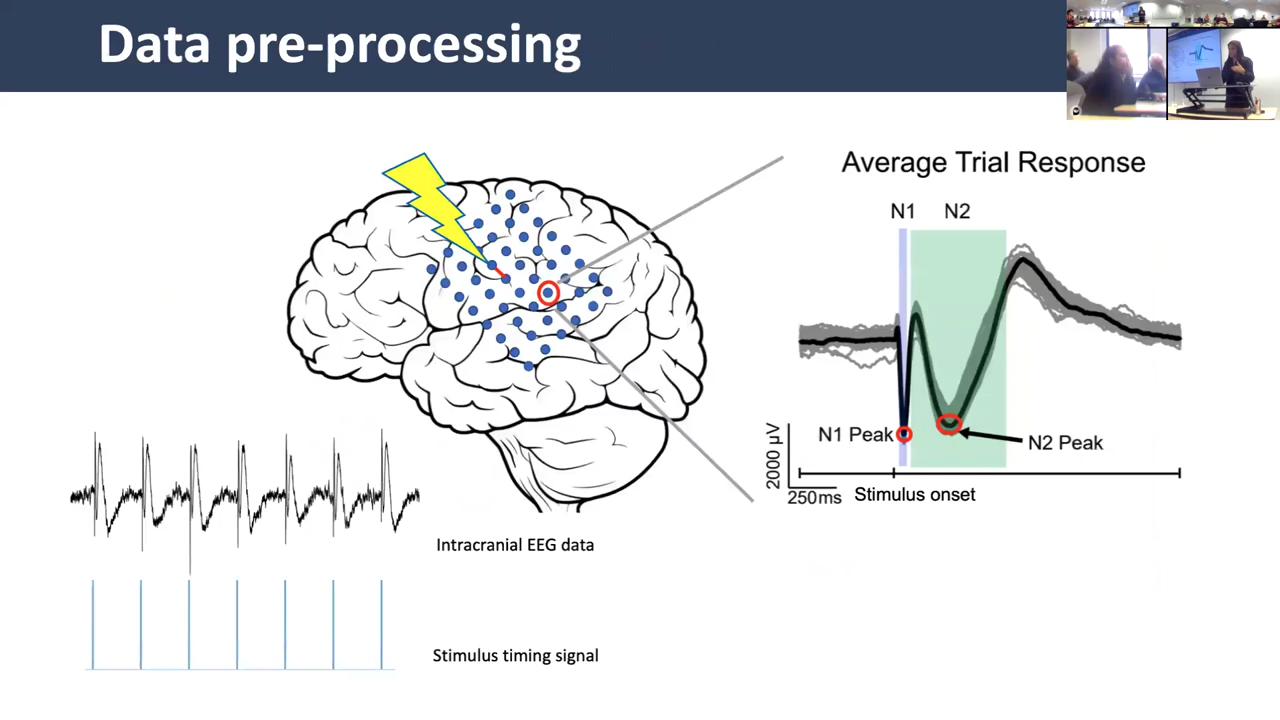 Data pre-processing
Average Trial Response
N1 N2
N1 Peak
N2 Peak
2000 µV
250ms
Stimulus onset
Intracranial EEG data
Stimulus timing signal